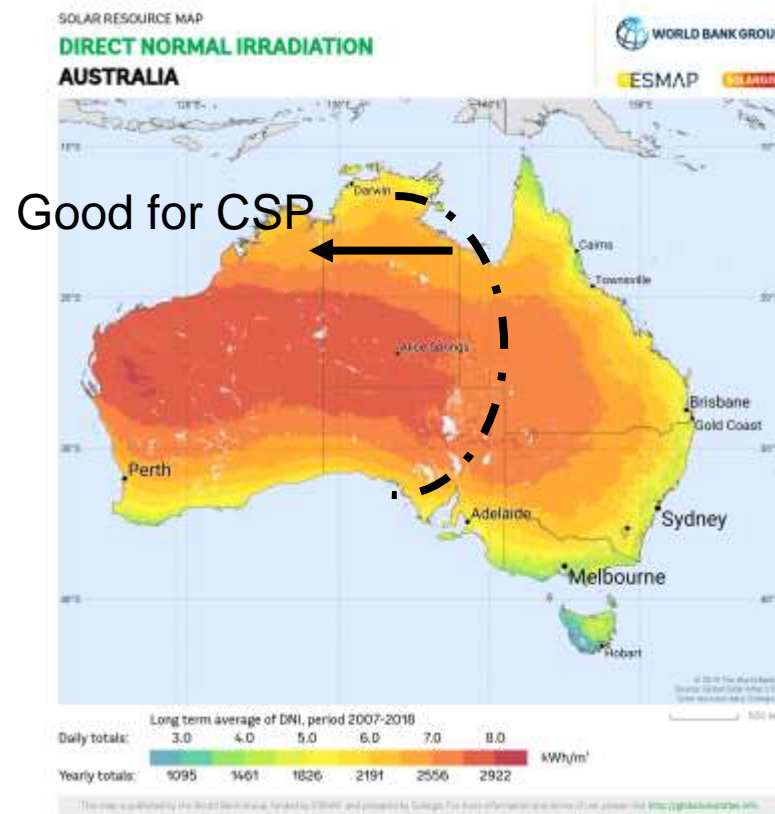 SOLAR RESOURCE MAP
DIRECT NORMAL IRRADIATION
AUSTRALIA
WORLD BANK GROUP
ESMAP
Darwin
Good for CSP
Cairns
Townsville
Alice Springs
Brisbane
Gold Coast
Perth
Adelaide
Sydney
Melbourne
Hobart
Long term average of DNI, period 2007-2018
Daily totals: 3.0 4.0 5.0 6.0 7.0 8.0
kWh/m²
Yearly totals: 1095 1461 1826 2191 2556 2922